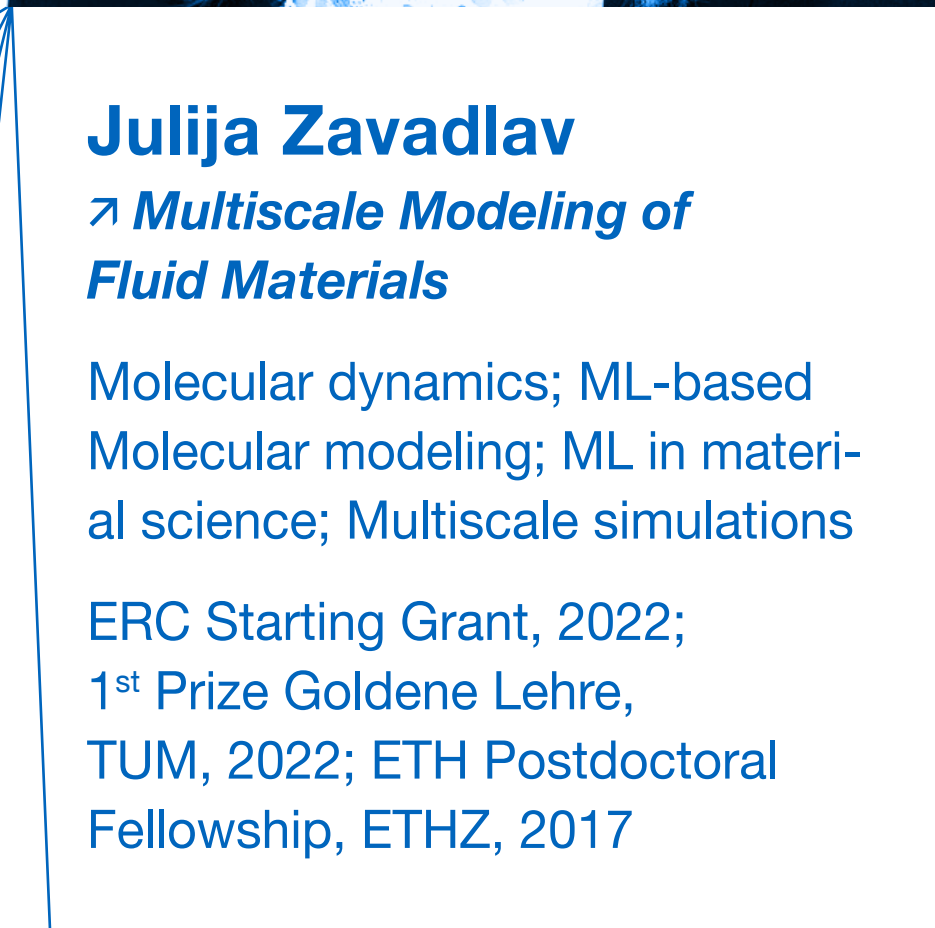 Julija Zavadlav
↗ Multiscale Modeling of
Fluid Materials
Molecular dynamics; ML-based
Molecular modeling; ML in materi-
al science; Multiscale simulations
ERC Starting Grant, 2022;
1st Prize Goldene Lehre,
TUM, 2022; ETH Postdoctoral
Fellowship, ETHZ, 2017